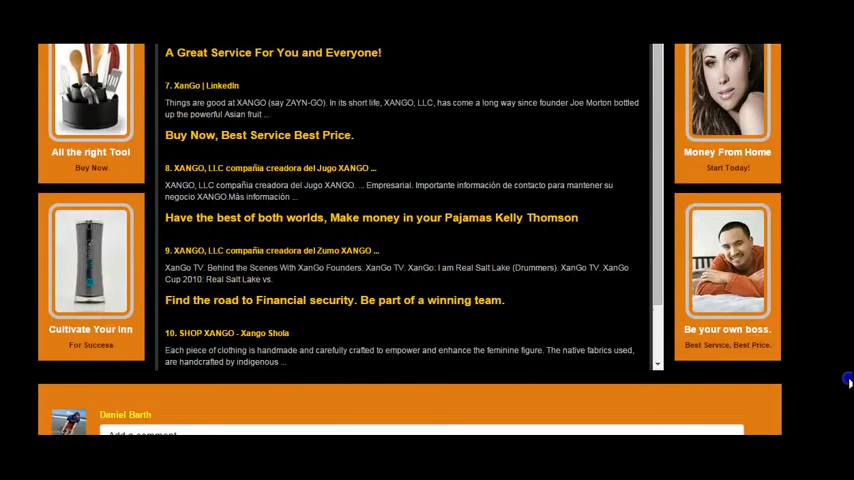 A Great Service For You and Everyone!
7. XanGo | LinkedIn
Things are good at XANGO (say ZAYN-GO). In its short life, XANGO, LLC, has come a long way since founder Joe Morton bottled
up the powerful Asian fruit ...
Buy Now, Best Service Best Price.
8. XANGO, LLC compañia creadora del Jugo XANGO ...
XANGO, LLC compañia creadora del Jugo XANGO. ... Empresarial. Importante información de contacto para mantener su
negocio XANGO.Más información ...
Have the best of both worlds, Make money in your Pajamas Kelly Thomson
9. XANGO, LLC compañia creadora del Zumo XANGO ...
XanGo TV. Behind the Scenes With XanGo Founders. XanGo TV. XanGo: I am Real Salt Lake (Drummers). XanGo TV. XanGo
Cup 2010: Real Salt Lake vs.
Find the road to Financial security. Be part of a winning team.
10. SHOP XANGO - Xango Shola
Each piece of clothing is handmade and carefully crafted to empower and enhance the feminine figure. The native fabrics used,
are handcrafted by indigenous ...
All the right Tool
Buy Now
Cultivate Your Inn
For Success
Money From Home
Start Today!
Be your own boss.
Best Service, Best Price.
Daniel Barth
Add a comment